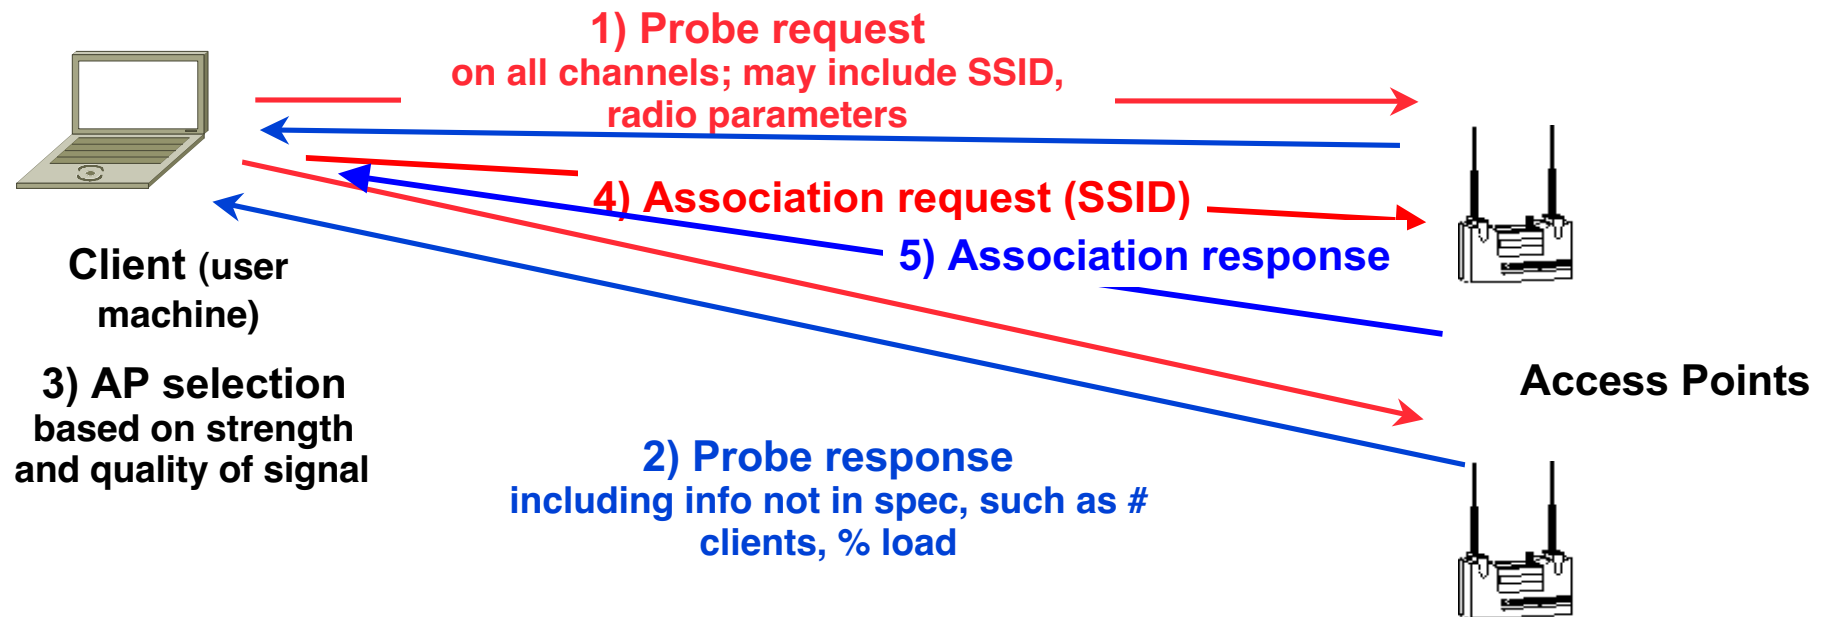 1) Probe request
on all channels; may include SSID,
radio parameters
4) Association request (SSID)
5) Association response
Client (user
machine)
3) AP selection
based on strength
and quality of signal
Access Points
2) Probe response
including info not in spec, such as #
clients, % load